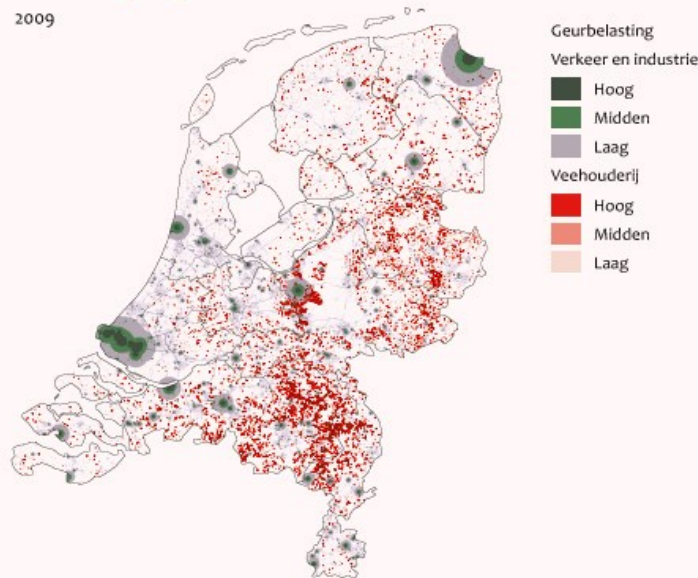 2009
Geurbelasting
Verkeer en industrie
Hoog
Midden
Laag
Veehouderij
Hoog
Midden
Laag